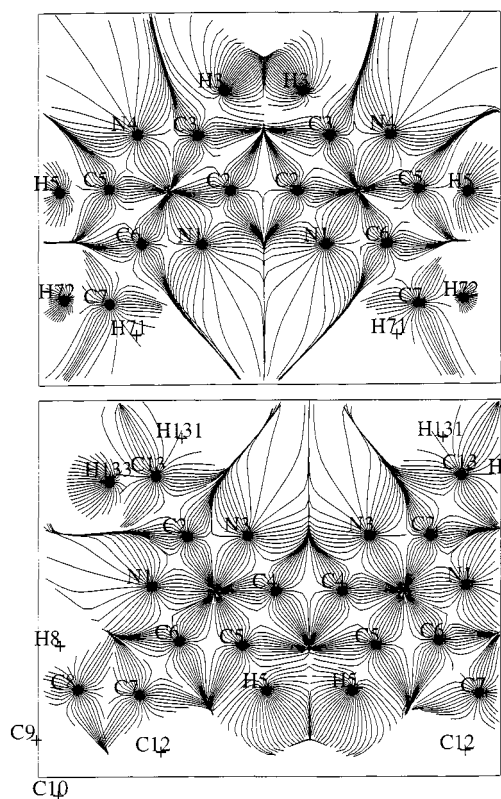 H3 H3
N4 C3 C3 N4
H5 C5 C2 C2 C5 H5
C6 N1 N1 C6
H72 C7 C7 H72
H71 H71
H131 H131
H133 C13 C13 H
C2 N3 N3 C2
N1 C4 C4 N1
H8 C6 C5 C5 C6
C8 C7 H5 H5 C7
C9 C12 C12
C10